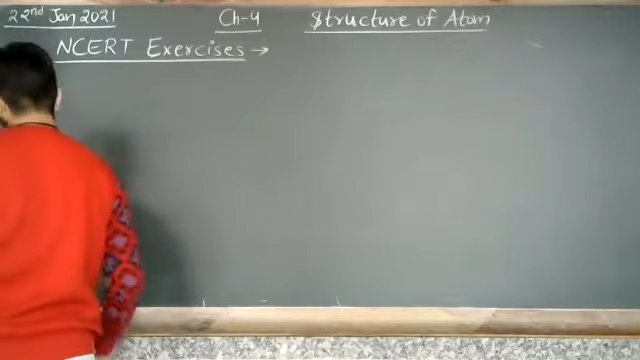 22nd Jan 2021 Ch-4 Structure of Atom
NCERT Exercises →